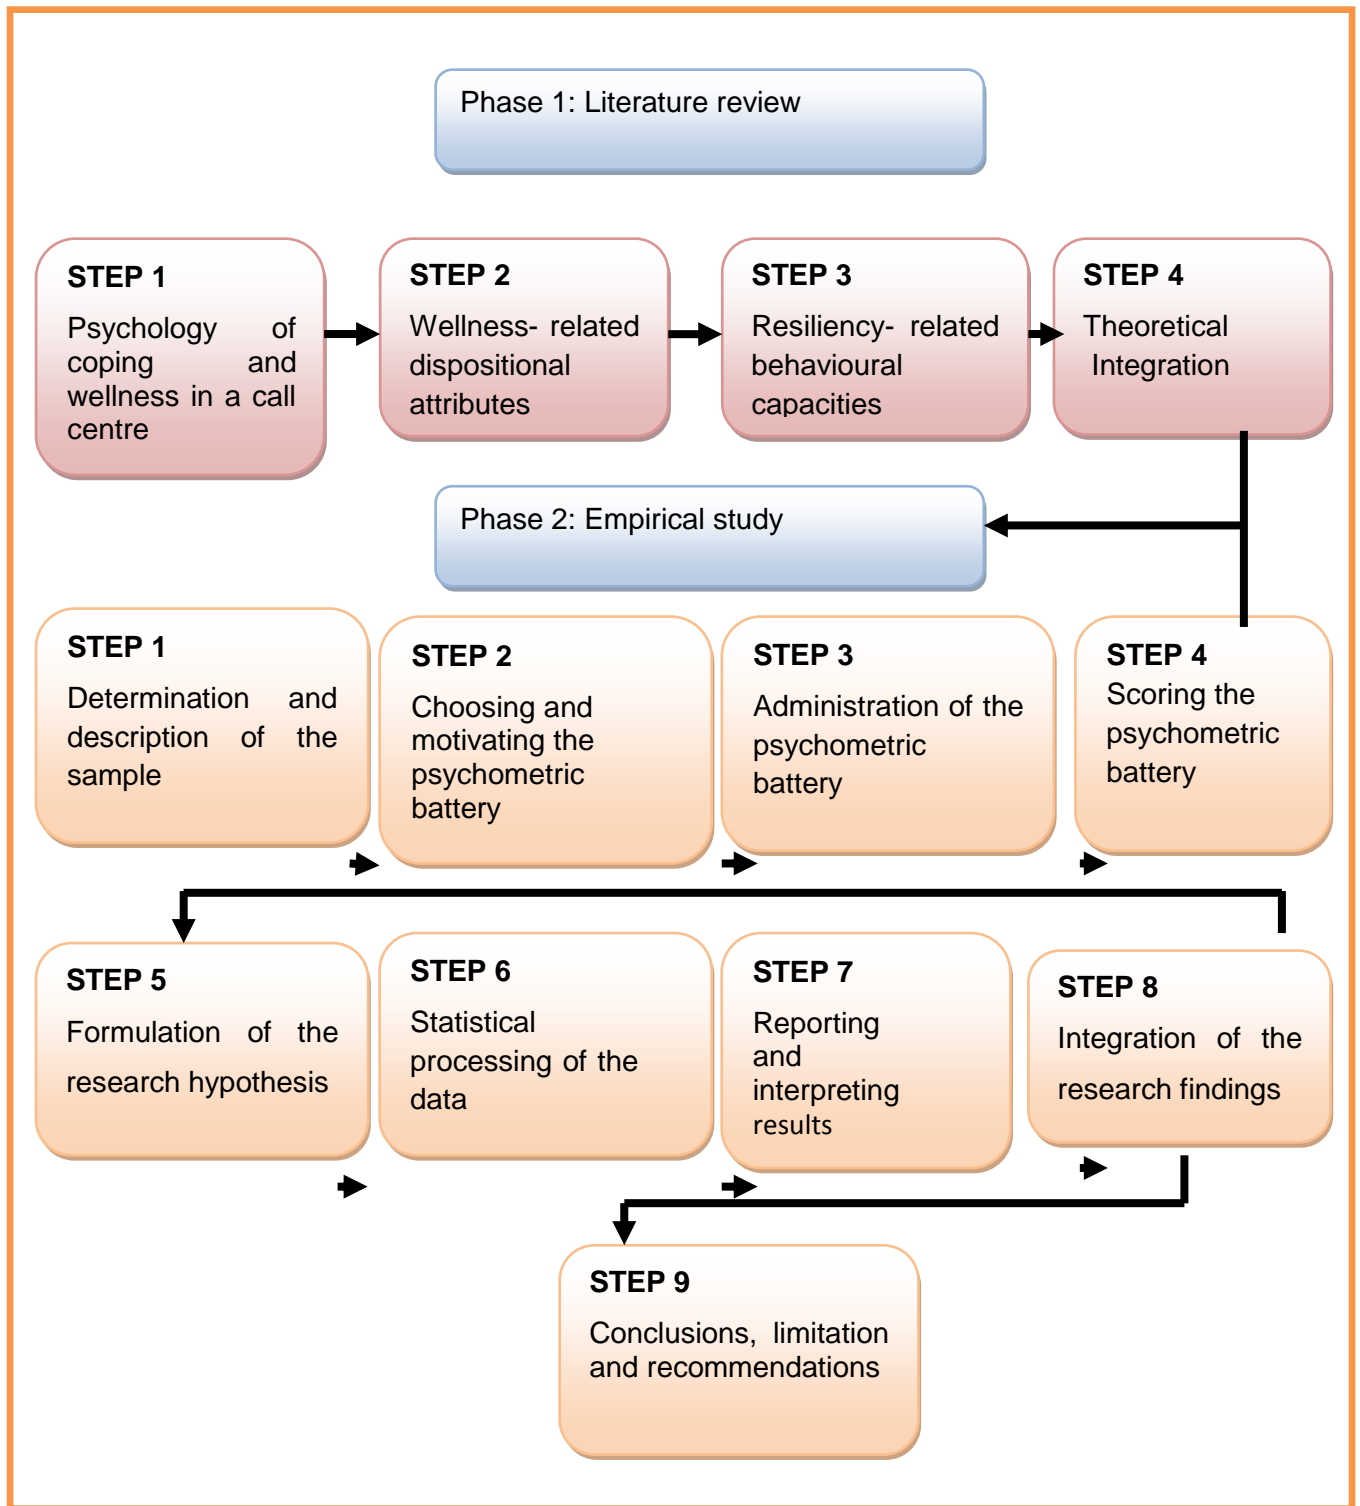 Phase 1: Literature review
STEP 1
Psychology of
coping and
wellness in a call
centre
STEP 2
Wellness- related
dispositional
attributes
STEP 3
Resiliency- related
behavioural
capacities
STEP 4
Theoretical
Integration
Phase 2: Empirical study
STEP 1
Determination and
description of the
sample
STEP 2
Choosing and
motivating the
psychometric
battery
STEP 3
Administration of the
psychometric
battery
STEP 4
Scoring the
psychometric
battery
STEP 5
Formulation of the
research hypothesis
STEP 6
Statistical
processing of the
data
STEP 7
Reporting
and
interpreting
results
STEP 8
Integration of the
research findings
STEP 9
Conclusions, limitation
and recommendations